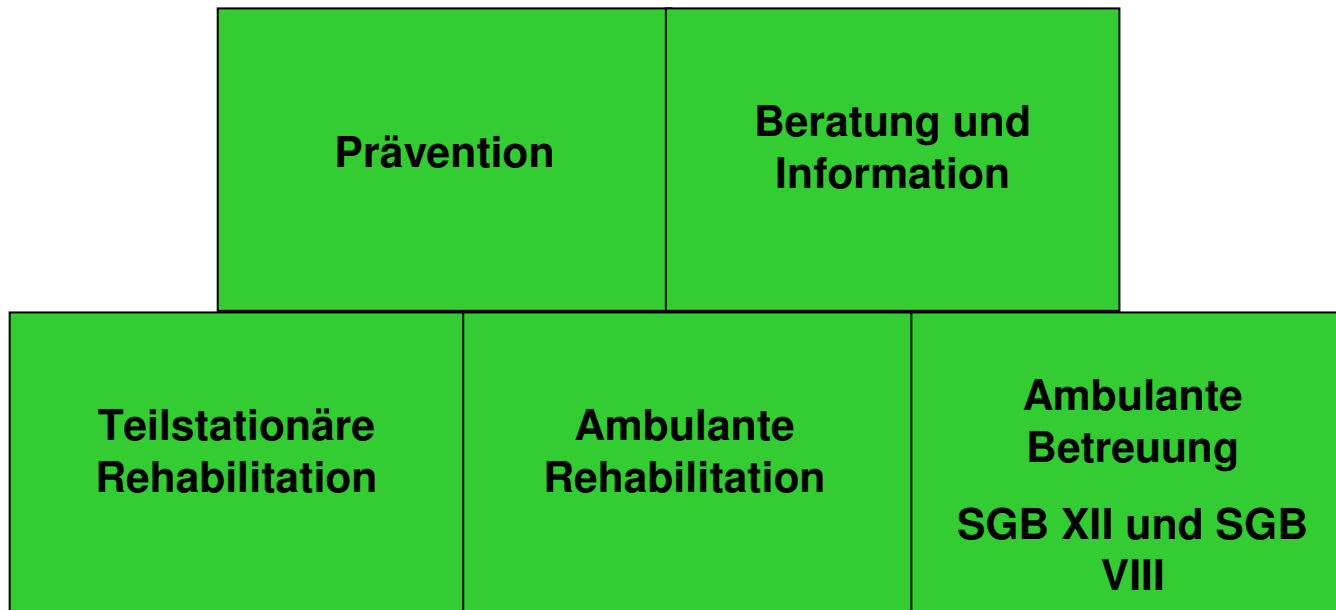 Prävention
Beratung und
Information
Teilstationäre
Rehabilitation
Ambulante
Rehabilitation
Ambulante
Betreuung
SGB XII und SGB
VIII